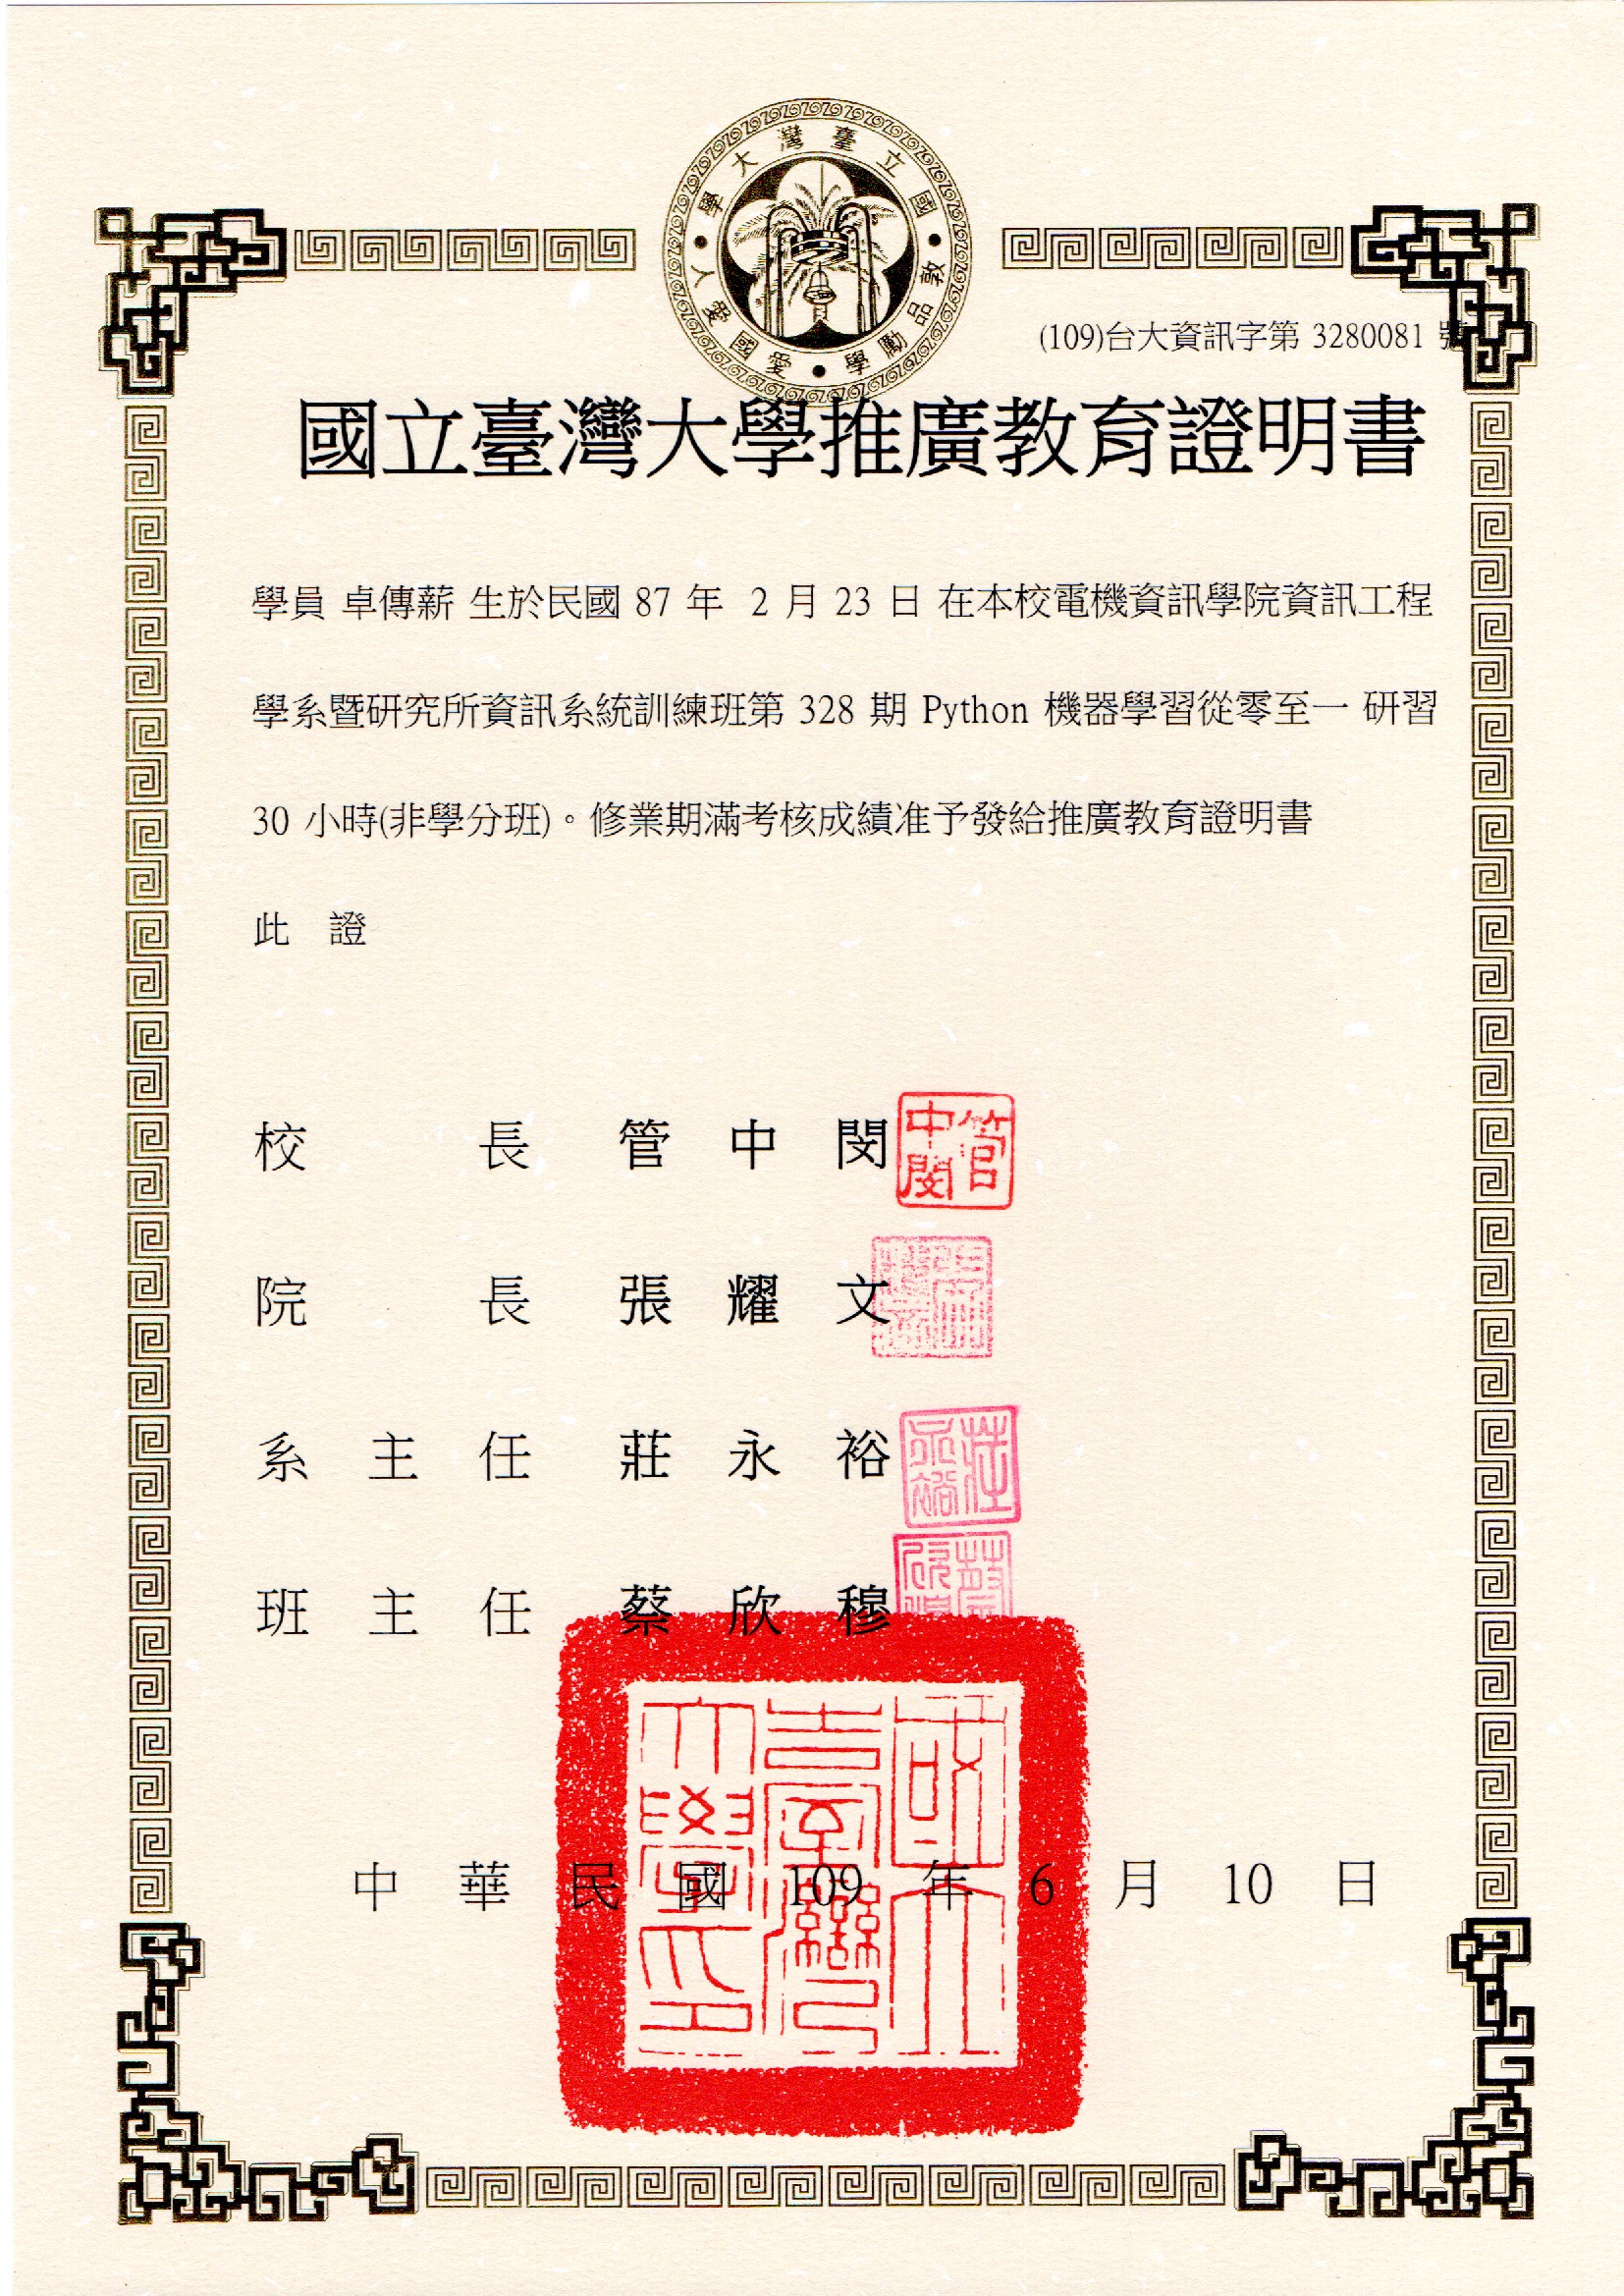 國立臺灣大學
敦品勵學 • 愛國愛人
(109)台大資訊字第 3280081 號
國立臺灣大學推廣教育證明書
學員 卓傳薪 生於民國 87 年 2 月 23 日 在本校電機資訊學院資訊工程
學系暨研究所資訊系統訓練班第 328 期 Python 機器學習從零至一 研習
30 小時(非學分班)。修業期滿考核成績准予發給推廣教育證明書
此 證
校 長 管 中 閔
管中閔
院 長 張 耀 文
系 主 任 莊 永 裕
莊永裕
班 主 任 蔡 欣 穆
國立臺灣大學印
中 華 民 國 109 年 6 月 10 日